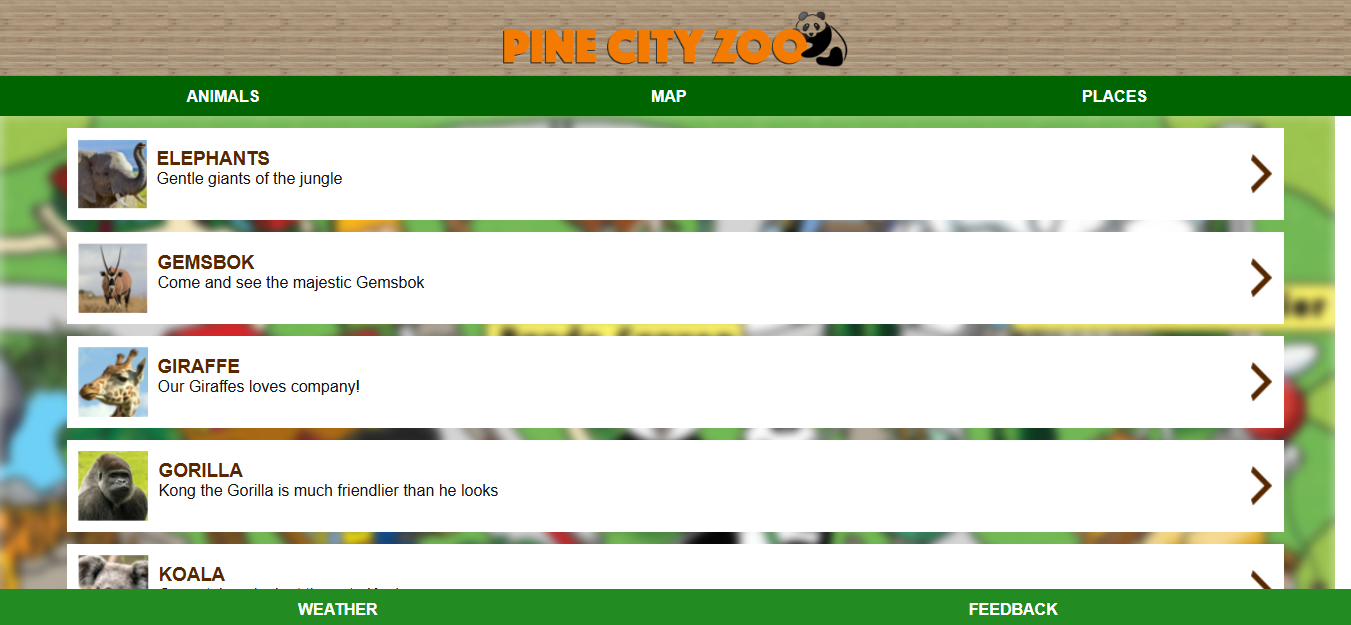 PINE CITY ZOO
ANIMALS
MAP
PLACES
ELEPHANTS
Gentle giants of the jungle
GEMSBOK
Come and see the majestic Gemsbok
GIRAFFE
Our Giraffes loves company!
GORILLA
Kong the Gorilla is much friendlier than he looks
KOALA
WEATHER
FEEDBACK